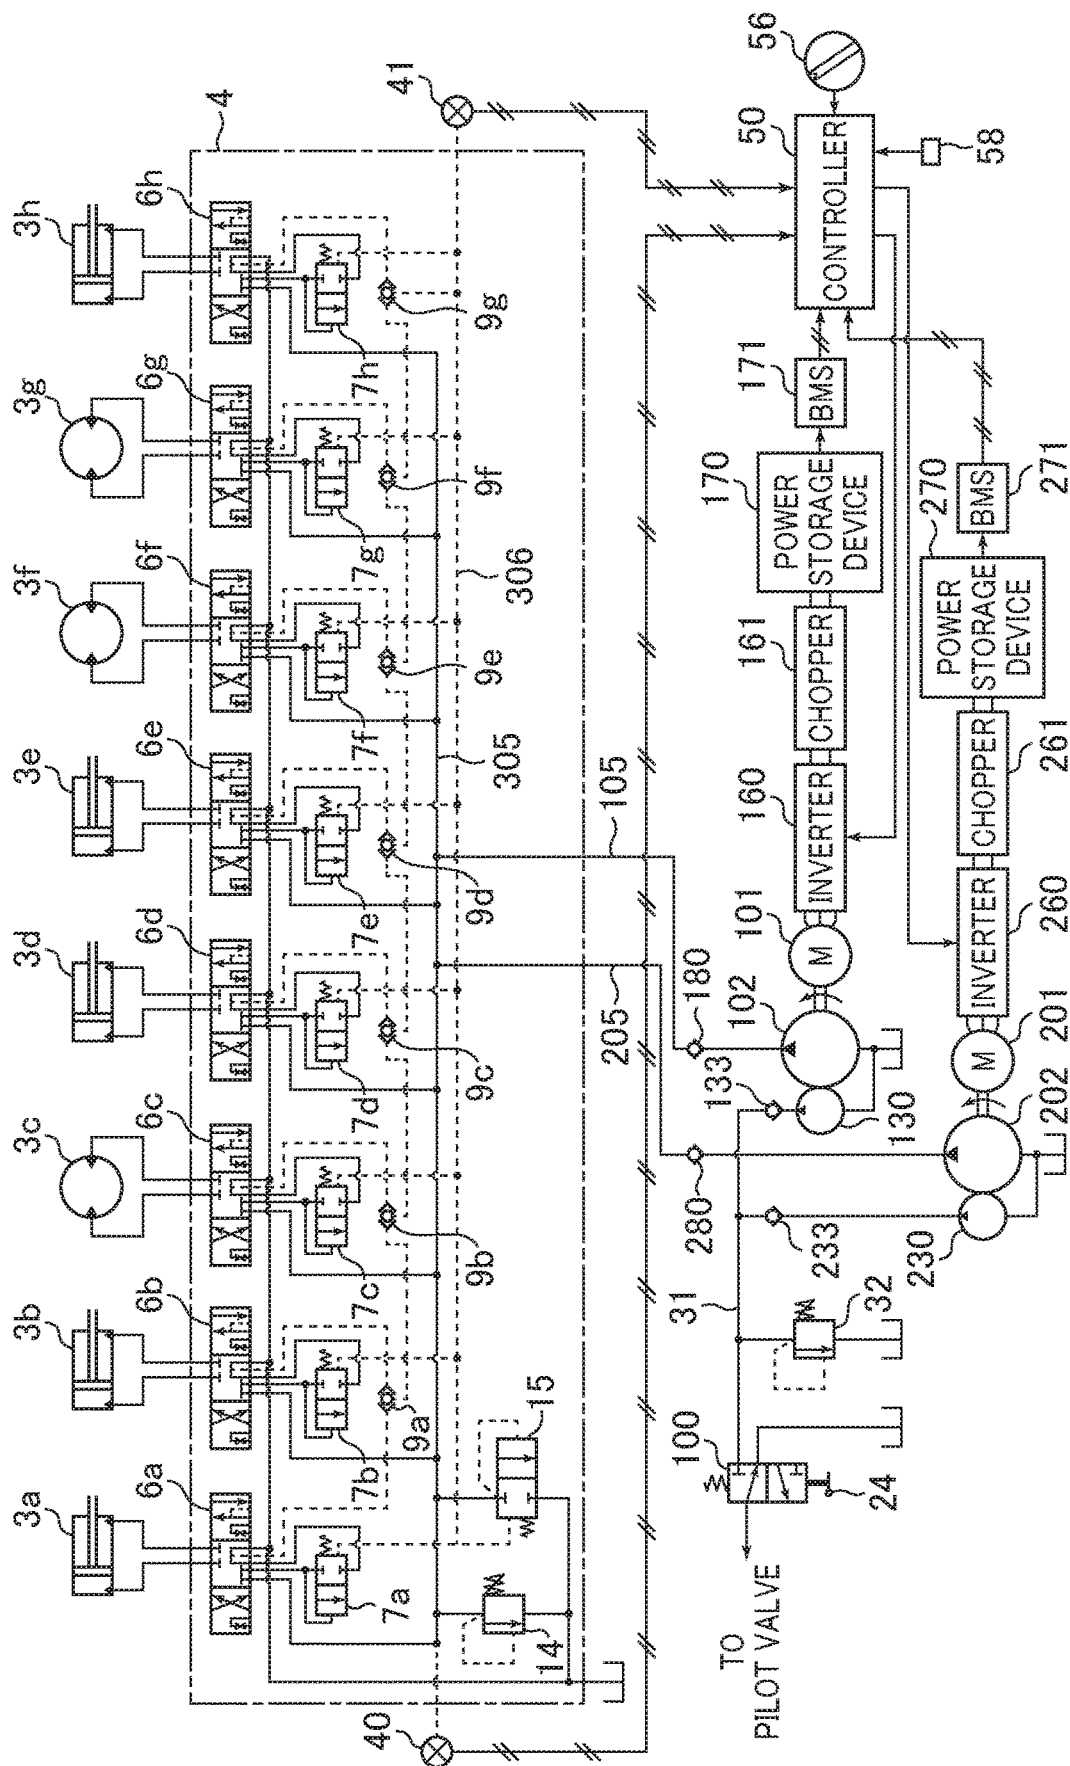 3a
3b
3c
3d
3e
3f
3g
3h
6a
6b
6c
6d
6e
6f
6g
6h
4
7a
7b
7c
7d
7e
7f
7g
7h
9a
9b
9c
9d
9e
9f
9g
40
41
14
15
305
306
105
205
56
50
CONTROLLER
58
171
BMS
170
POWER
STORAGE
DEVICE
161
CHOPPER
160
INVERTER
101
M
102
180
133
130
271
BMS
270
POWER
STORAGE
DEVICE
261
CHOPPER
260
INVERTER
201
M
202
280
233
230
31
32
100
24
TO
PILOT VALVE